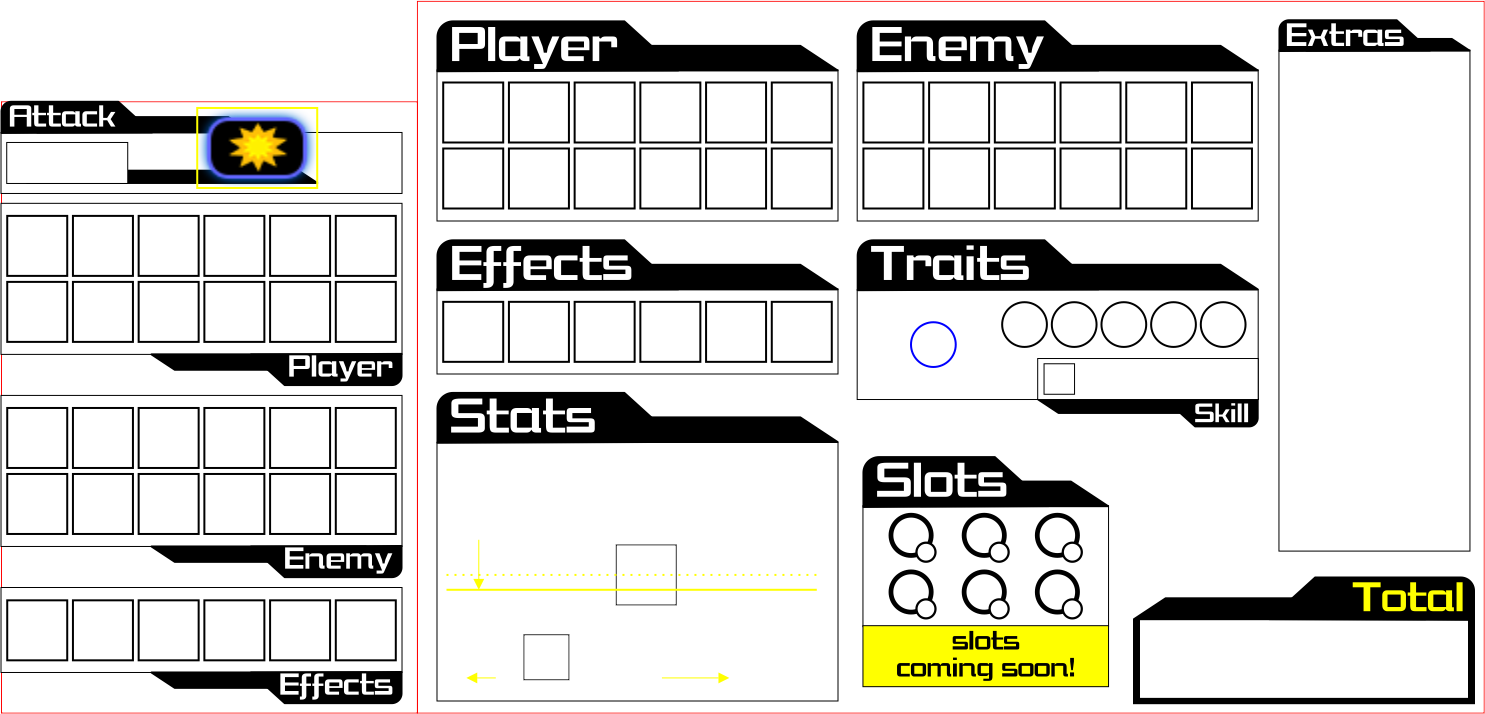 Attack
Player
Enemy
Effects
Player
Enemy
Extras
Effects
Traits
Skill
Stats
Slots
slots
coming soon!
Total